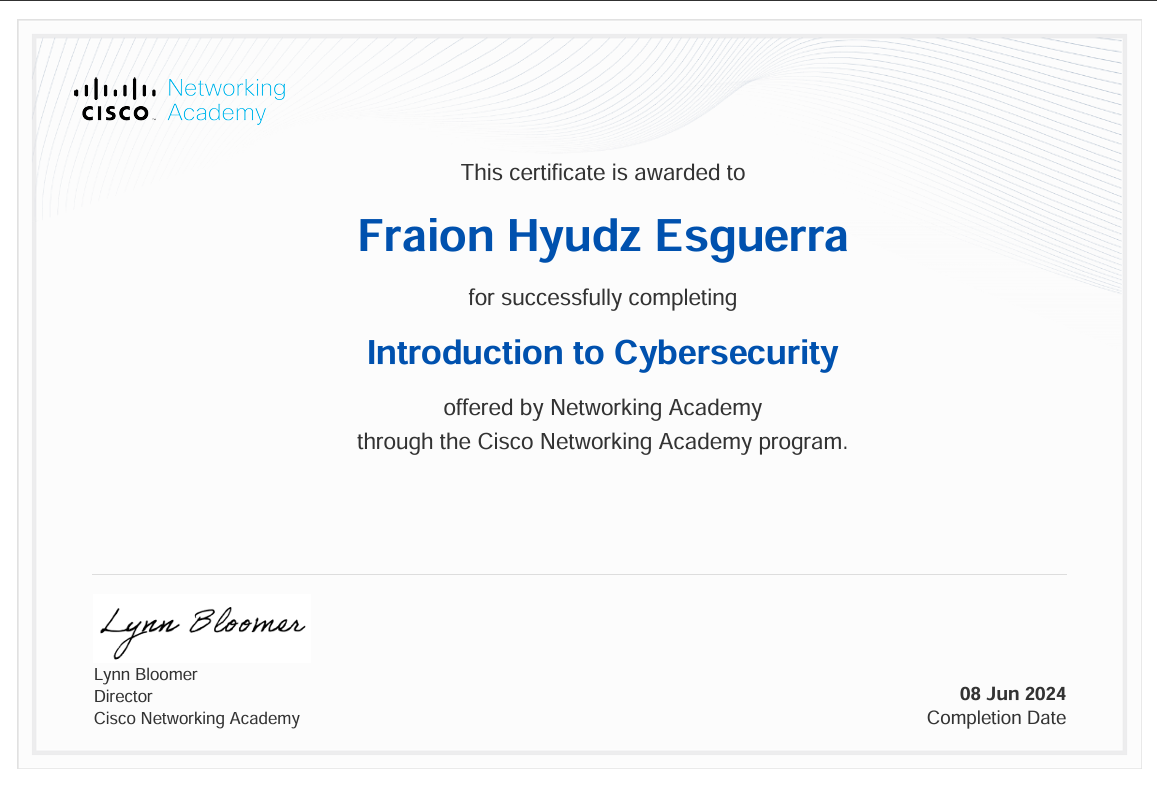 Networking
CISCO Academy
This certificate is awarded to
Fraion Hyudz Esguerra
for successfully completing
Introduction to Cybersecurity
offered by Networking Academy
through the Cisco Networking Academy program.
Lynn Bloomer
Lynn Bloomer
Director
Cisco Networking Academy
08 Jun 2024
Completion Date